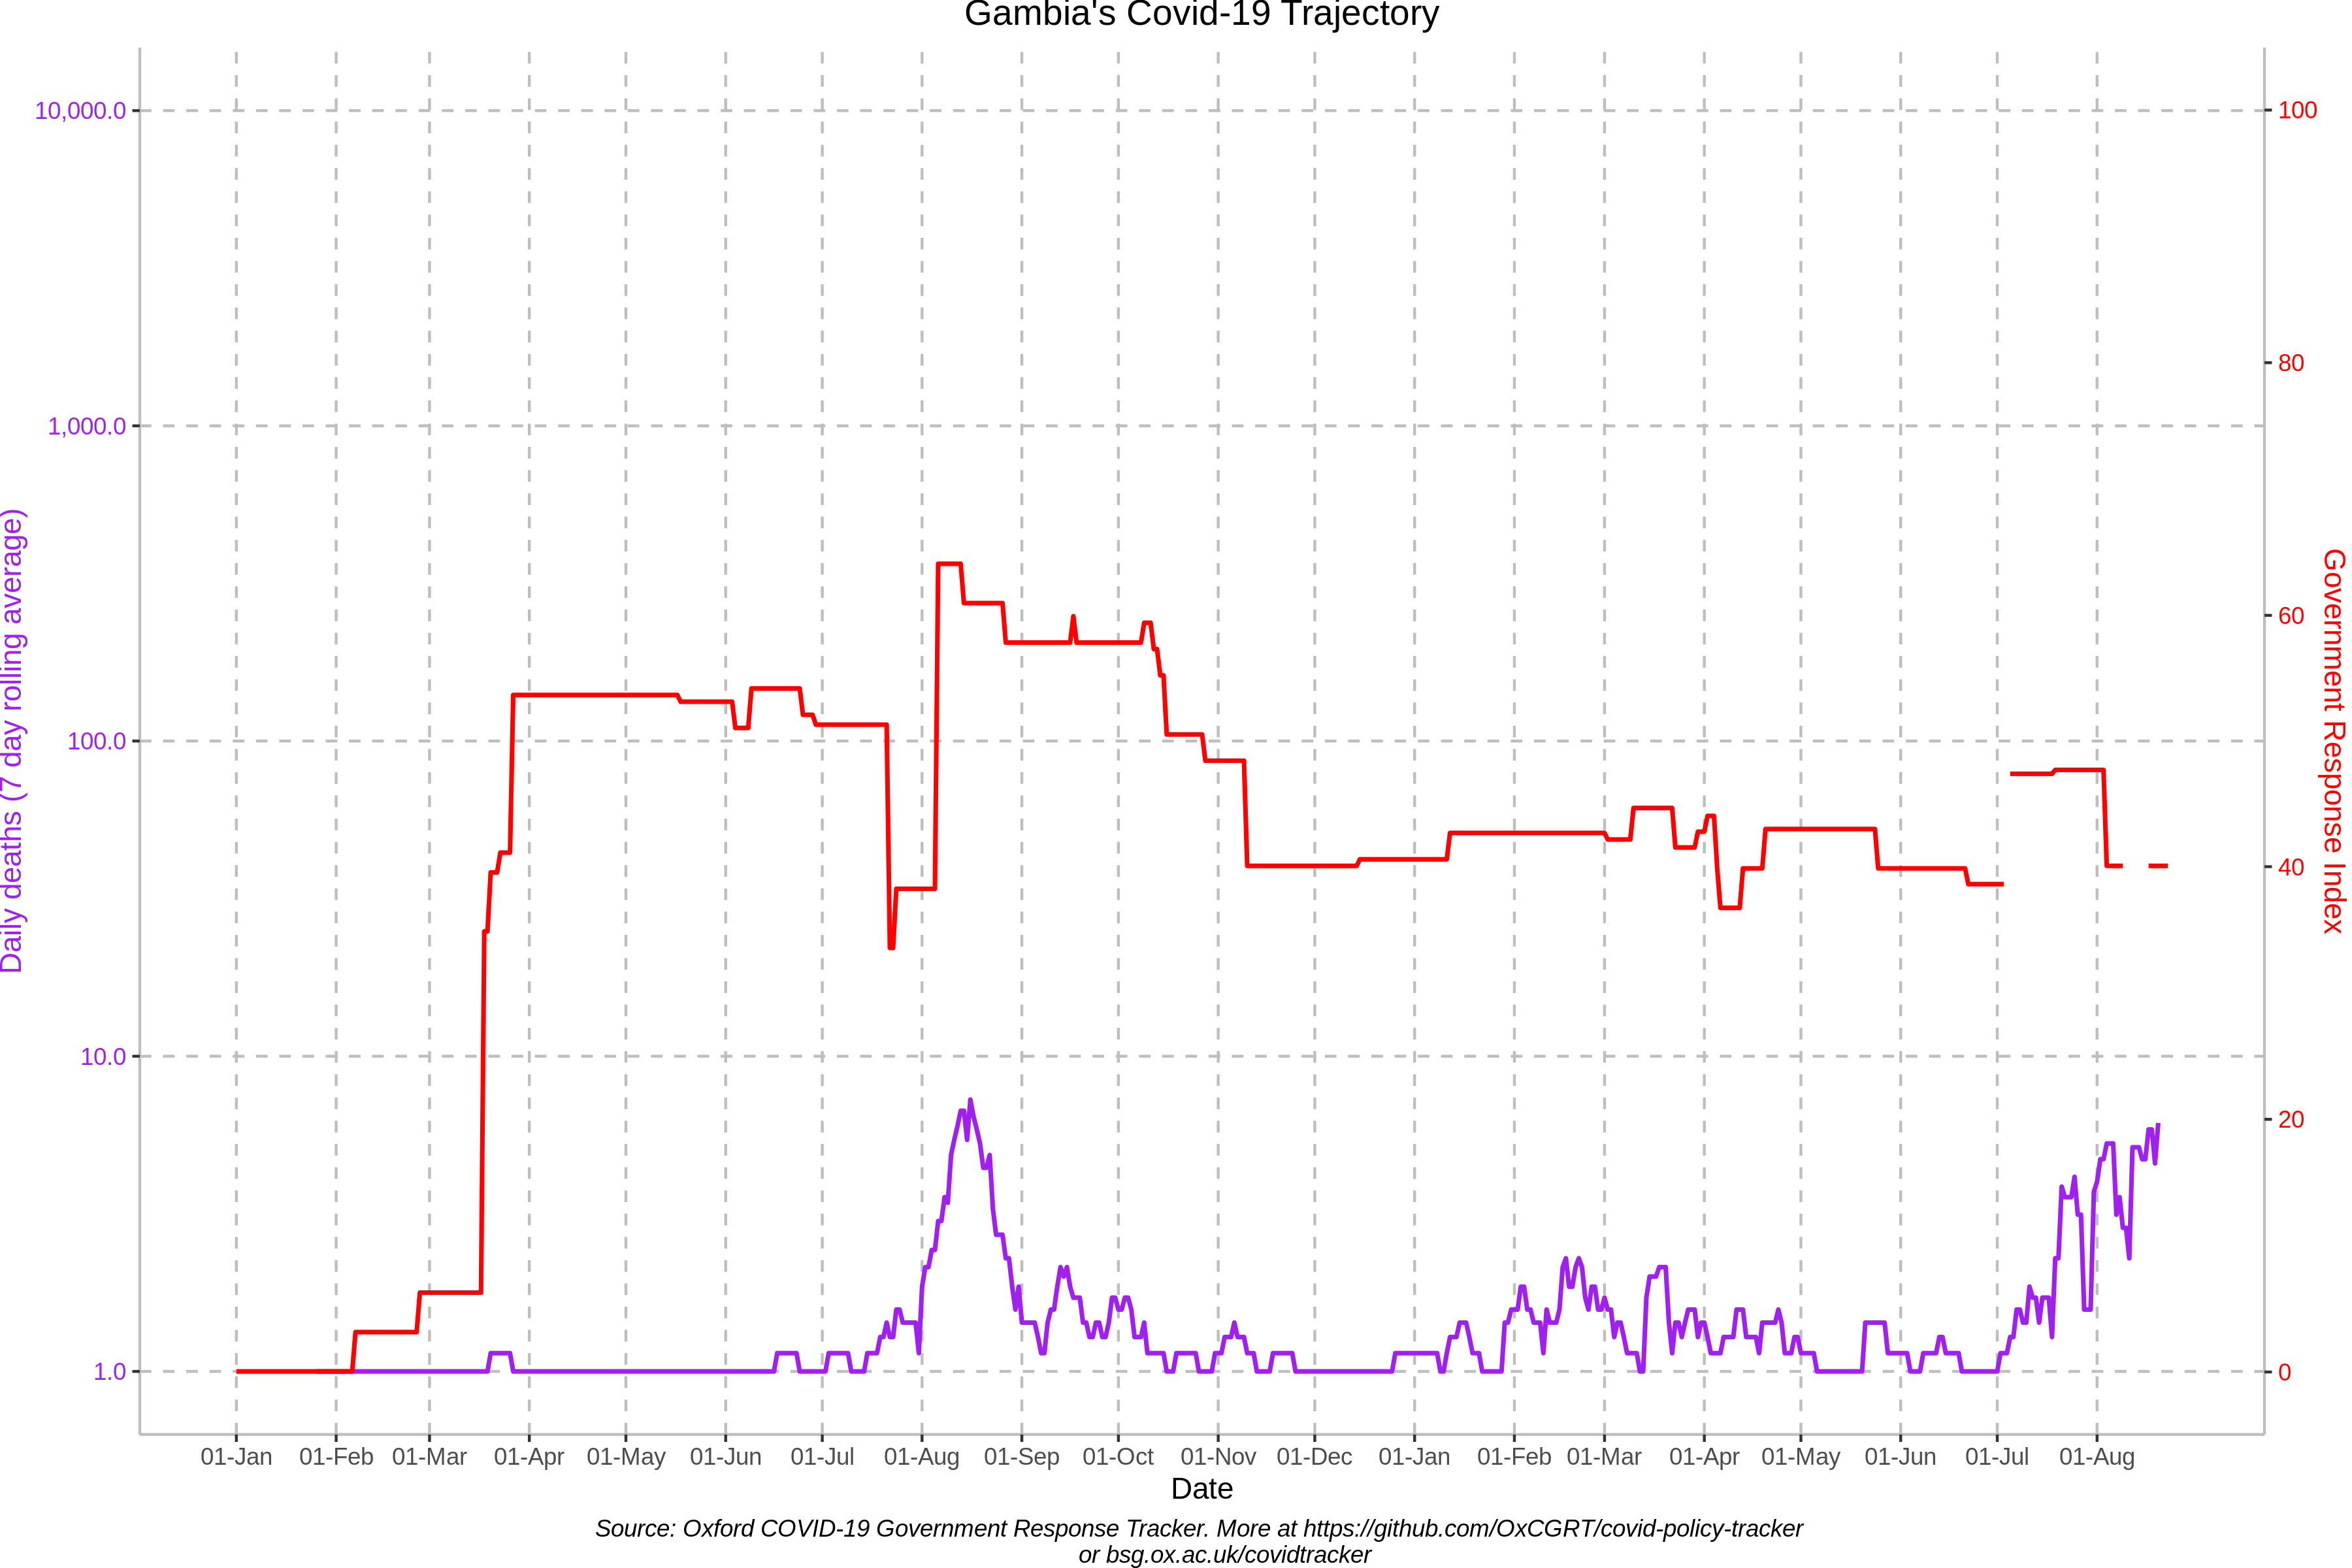 Gambia's Covid-19 Trajectory
10,000.0
1,000.0
100.0
10.0
1.0
Daily deaths (7 day rolling average)
100
80
60
40
20
0
Government Response Index
01-Jan 01-Feb 01-Mar 01-Apr 01-May 01-Jun 01-Jul 01-Aug 01-Sep 01-Oct 01-Nov 01-Dec 01-Jan 01-Feb 01-Mar 01-Apr 01-May 01-Jun 01-Jul 01-Aug
Date
Source: Oxford COVID-19 Government Response Tracker. More at https://github.com/OxCGRT/covid-policy-tracker
or bsg.ox.ac.uk/covidtracker